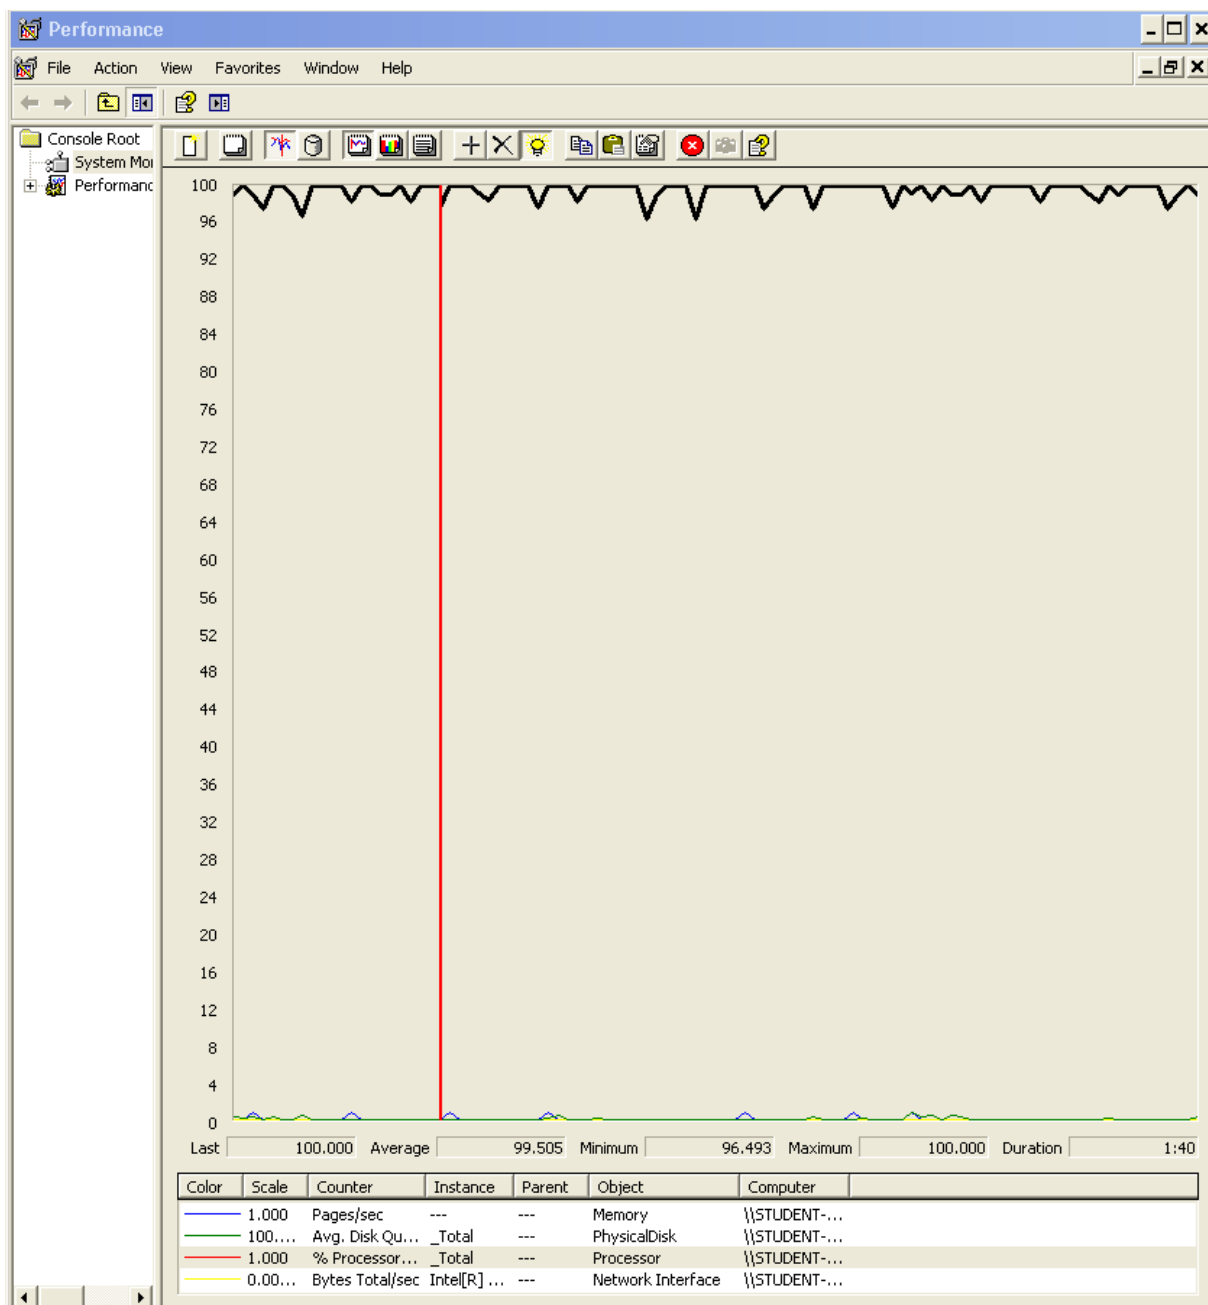 Performance
File Action View Favorites Window Help
Console Root
System Moi
Performanc
100
96
92
88
84
80
76
72
68
64
60
56
52
48
44
40
36
32
28
24
20
16
12
8
4
0
Last 100.000 Average 99.505 Minimum 96.493 Maximum 100.000 Duration 1:40
Color Scale Counter Instance Parent Object Computer
1.000 Pages/sec --- --- Memory \\STUDENT-...
100.... Avg. Disk Qu... _Total --- PhysicalDisk \\STUDENT-...
1.000 % Processor... _Total --- Processor \\STUDENT-...
0.00... Bytes Total/sec Intel[R] ... --- Network Interface \\STUDENT-...